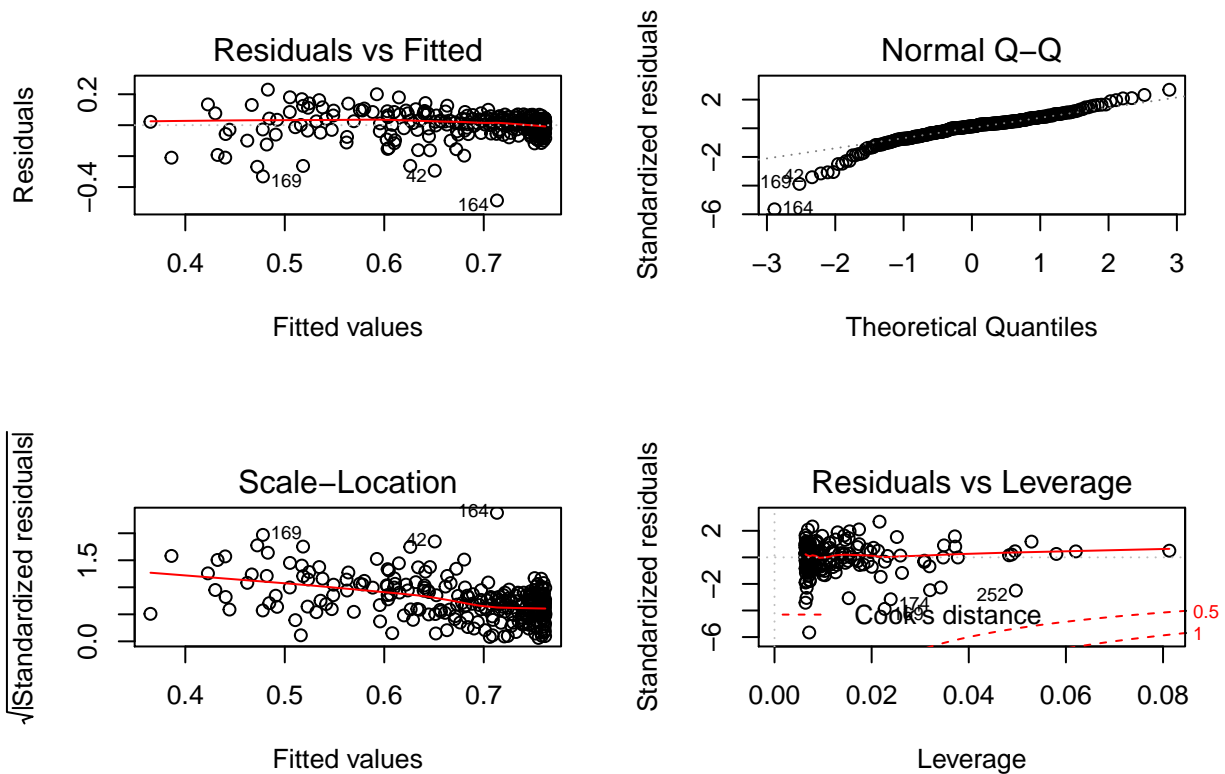 Residuals vs Fitted
Residuals
0.2
−0.4
169
42
164
0.4 0.5 0.6 0.7
Fitted values
Normal Q−Q
Standardized residuals
2
−2
−6
42
169
164
−3 −2 −1 0 1 2 3
Theoretical Quantiles
Scale−Location
√|Standardized residuals|
1.5
0.0
169
42
164
0.4 0.5 0.6 0.7
Fitted values
Residuals vs Leverage
Standardized residuals
2
−2
−6
252
174
169
Cook's distance
0.5
1
0.00 0.02 0.04 0.06 0.08
Leverage